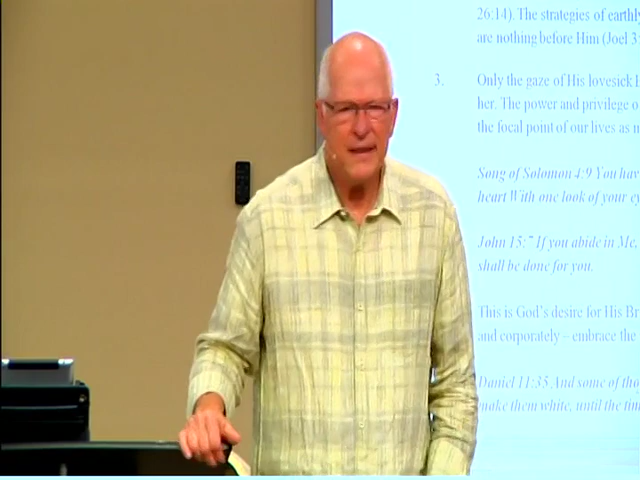 26:14). The strategies of earthly
are nothing before Him (Joel 3:
3. Only the gaze of His lovesick
her. The power and privilege o
the focal point of our lives as
Song of Solomon 4:9 You hav
heart With one look of your ey
John 15:" If you abide in Me,
shall be done for you.
This is God's desire for His Br
and corporately – embrace the
Daniel 11:35 And some of tho
make them white, until the tim